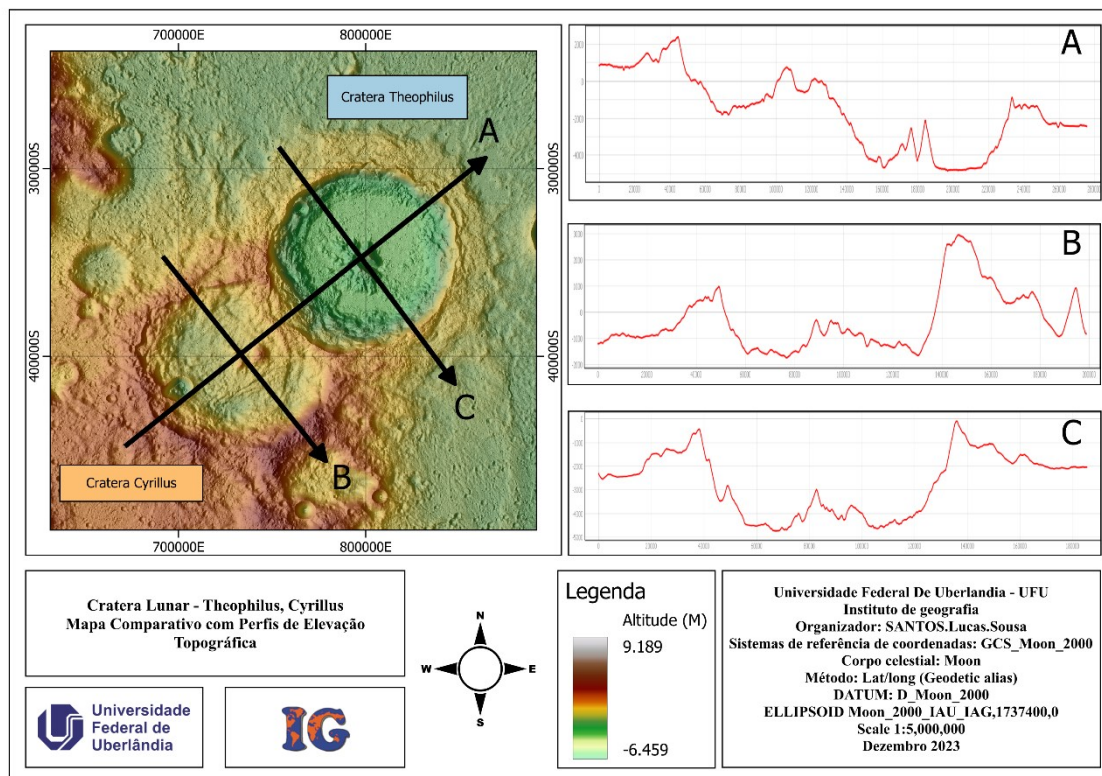 700000E
800000E
300000S
400000S
300000S
400000S
Cratera Theophilus
A
C
B
Cratera Cyrillus
700000E
800000E
A
B
C
Cratera Lunar - Theophilus, Cyrillus
Mapa Comparativo com Perfis de Elevação
Topográfica
N
W
E
S
Universidade
Federal de
Uberlândia
IG
Legenda
Altitude (M)
9.189
-6.459
Universidade Federal De Uberlandia - UFU
Instituto de geografia
Organizador: SANTOS.Lucas.Sousa
Sistemas de referência de coordenadas: GCS_Moon_2000
Corpo celestial: Moon
Método: Lat/long (Geodetic alias)
DATUM: D_Moon_2000
ELLIPSOID Moon_2000_IAU_IAG,1737400,0
Scale 1:5,000,000
Dezembro 2023